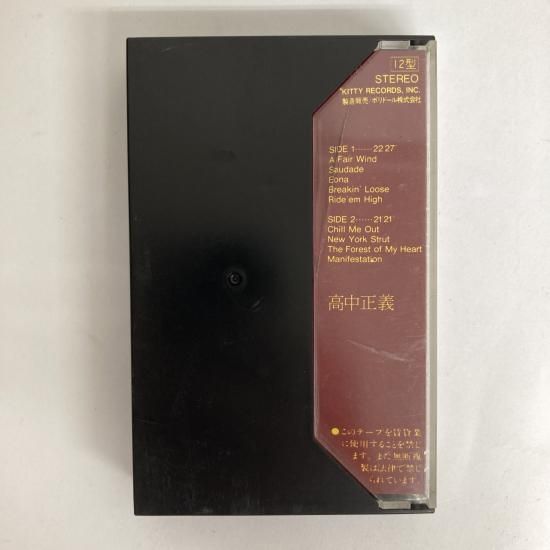 12型
STEREO
KITTY RECORDS, INC.
製造発売/ポリドール株式会社
SIDE 1……22'27"
A Fair Wind
Saudade
Eona
Breakin' Loose
Ride'em High
SIDE 2……21'21"
Chill Me Out
New York Strut
The Forest of My Heart
Manifestation
高中正義
●このテープを賃貸業
に使用することを禁じ
ます。また無断複
製は法律で禁じ
られています。